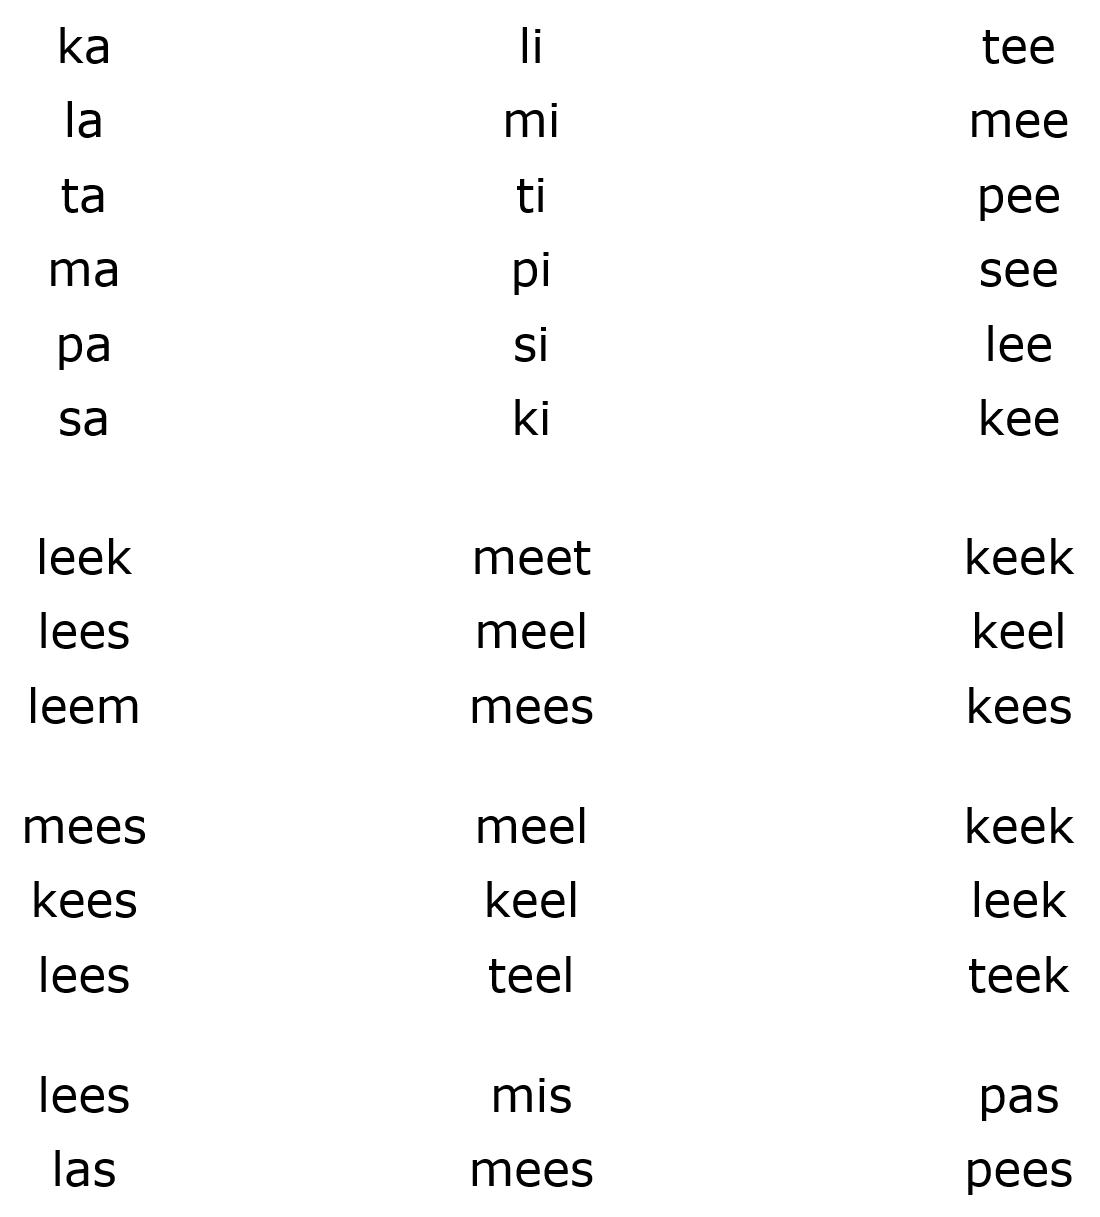 ka li tee
la mi mee
ta ti pee
ma pi see
pa si lee
sa ki kee
leek meet keek
lees meel keel
leem mees kees
mees meel keek
kees keel leek
lees teel teek
lees mis pas
las mees pees